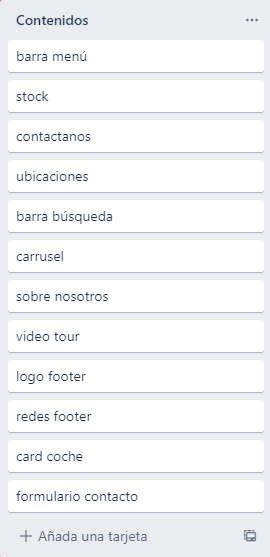 Contenidos
barra menú
stock
contactanos
ubicaciones
barra búsqueda
carrusel
sobre nosotros
video tour
logo footer
redes footer
card coche
formulario contacto
Añada una tarjeta